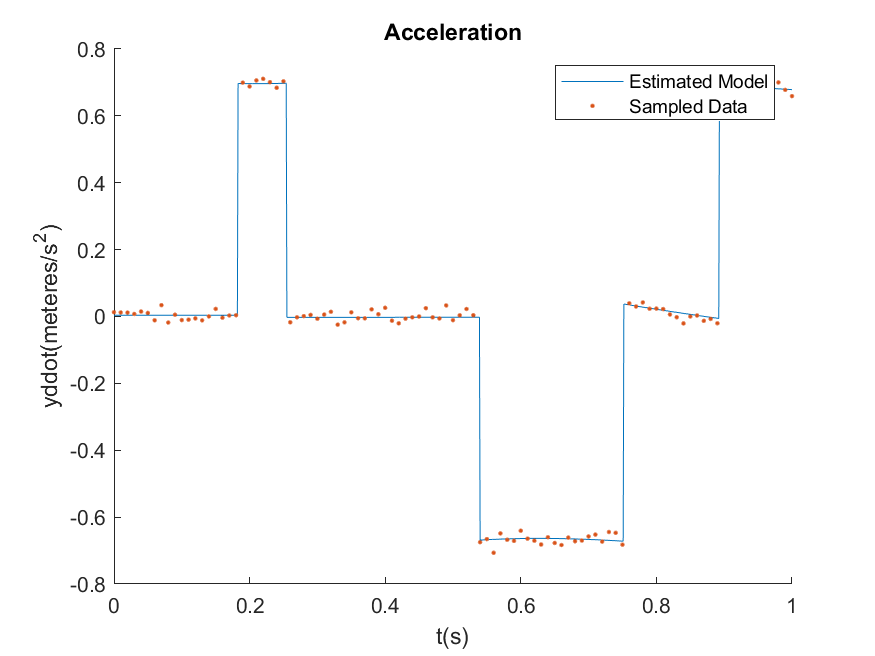 Acceleration
0.8
0.6
0.4
0.2
0
-0.2
-0.4
-0.6
-0.8
yddot(meteres/s²)
Estimated Model
Sampled Data
0 0.2 0.4 0.6 0.8 1
t(s)